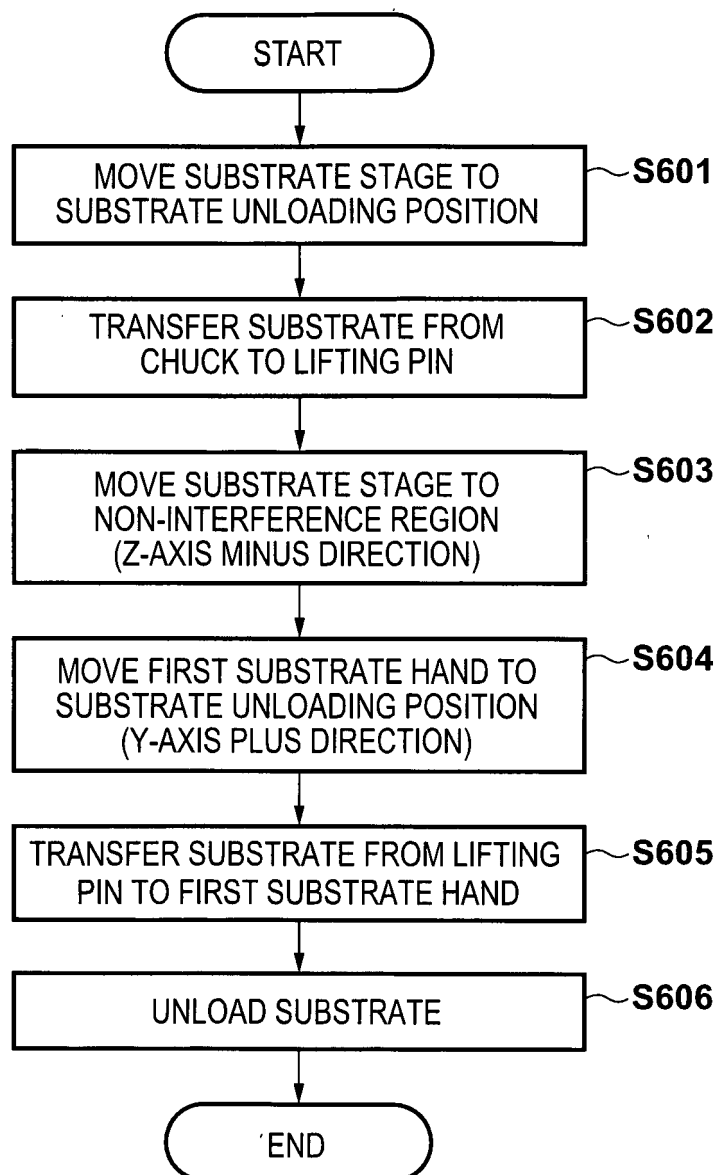 START
MOVE SUBSTRATE STAGE TO
SUBSTRATE UNLOADING POSITION
S601
TRANSFER SUBSTRATE FROM
CHUCK TO LIFTING PIN
S602
MOVE SUBSTRATE STAGE TO
NON-INTERFERENCE REGION
(Z-AXIS MINUS DIRECTION)
S603
MOVE FIRST SUBSTRATE HAND TO
SUBSTRATE UNLOADING POSITION
(Y-AXIS PLUS DIRECTION)
S604
TRANSFER SUBSTRATE FROM LIFTING
PIN TO FIRST SUBSTRATE HAND
S605
UNLOAD SUBSTRATE
S606
END